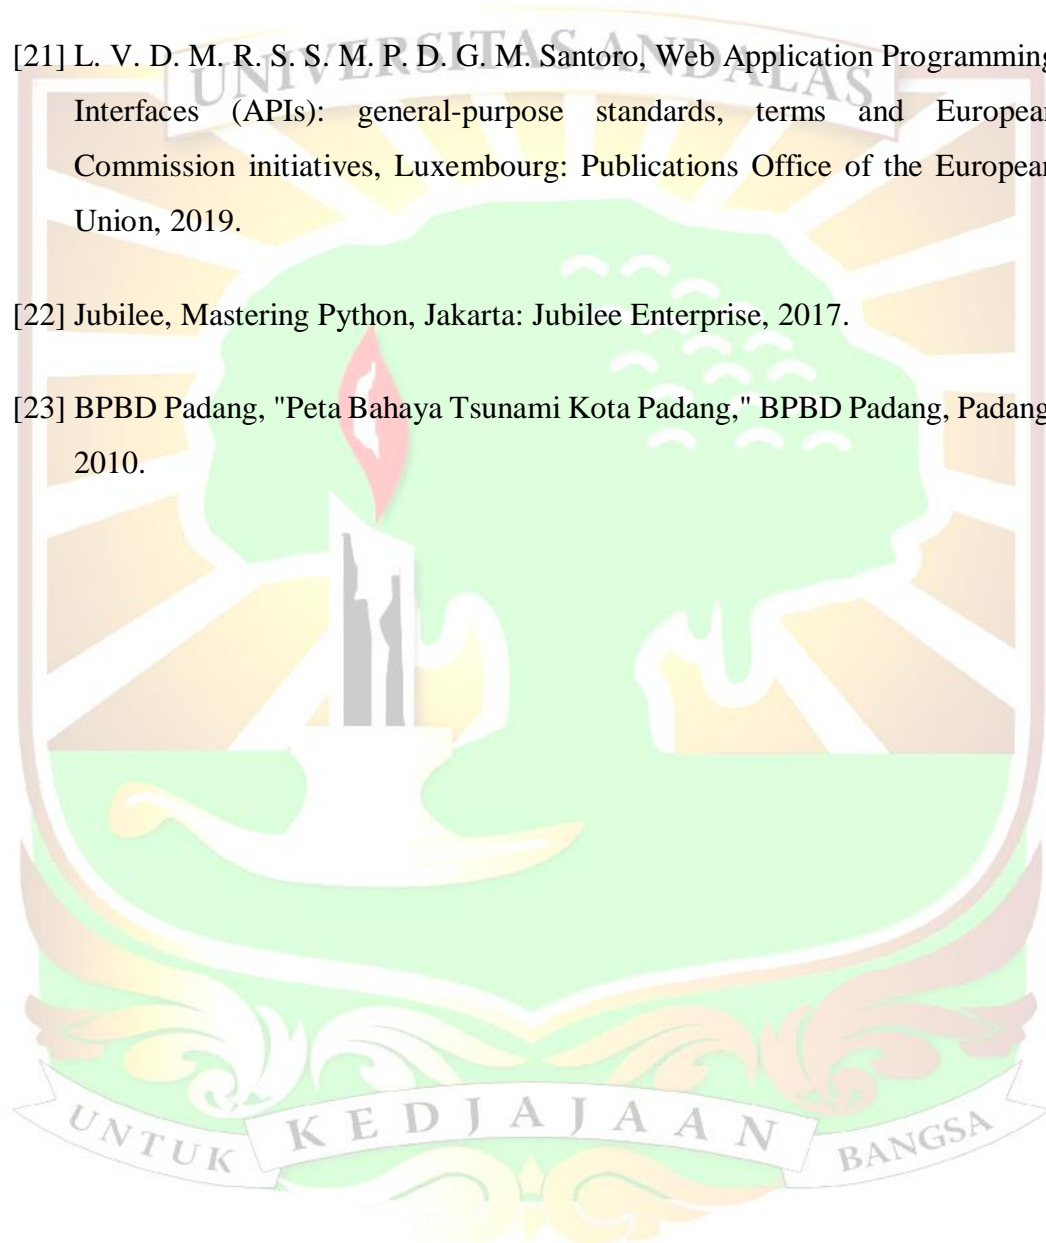 UNIVERSITAS ANDALAS
[21] L. V. D. M. R. S. S. M. P. D. G. M. Santoro, Web Application Programming
Interfaces (APIs): general-purpose standards, terms and European
Commission initiatives, Luxembourg: Publications Office of the European
Union, 2019.
[22] Jubilee, Mastering Python, Jakarta: Jubilee Enterprise, 2017.
[23] BPBD Padang, "Peta Bahaya Tsunami Kota Padang," BPBD Padang, Padang
2010.
UNTUK KEDJAJAAN BANGSA